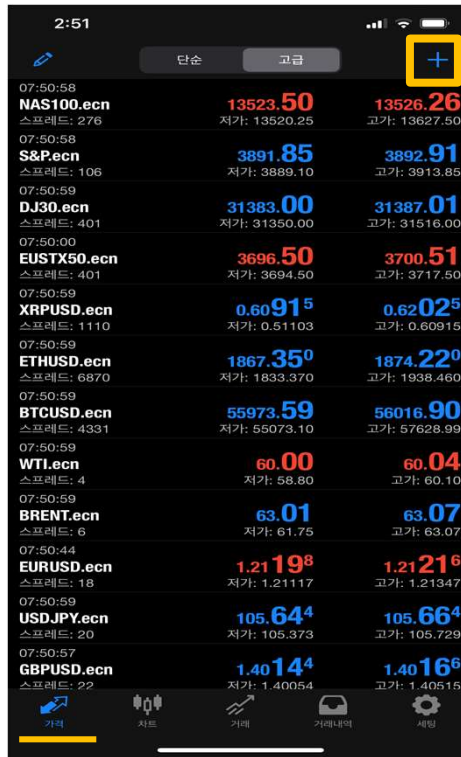 2:51
단순 고급
07:50:58
NAS100.ecn 13523.50 13526.26
스프레드: 276 저가: 13520.25 고가: 13627.50
07:50:58
S&P.ecn 3891.85 3892.91
스프레드: 106 저가: 3889.10 고가: 3913.85
07:50:59
DJ30.ecn 31383.00 31387.01
스프레드: 401 저가: 31350.00 고가: 31516.00
07:50:00
EUSTX50.ecn 3696.50 3700.51
스프레드: 401 저가: 3694.50 고가: 3717.50
07:50:59
XRPUSD.ecn 0.60915 0.62025
스프레드: 1110 저가: 0.51103 고가: 0.60915
07:50:59
ETHUSD.ecn 1867.350 1874.220
스프레드: 6870 저가: 1833.370 고가: 1938.460
07:50:59
BTCUSD.ecn 55973.59 56016.90
스프레드: 4331 저가: 55073.10 고가: 57628.99
07:50:59
WTI.ecn 60.00 60.04
스프레드: 4 저가: 58.80 고가: 60.10
07:50:59
BRENT.ecn 63.01 63.07
스프레드: 6 저가: 61.75 고가: 63.07
07:50:44
EURUSD.ecn 1.21198 1.21216
스프레드: 18 저가: 1.21117 고가: 1.21347
07:50:59
USDJPY.ecn 105.644 105.664
스프레드: 20 저가: 105.373 고가: 105.729
07:50:57
GBPUSD.ecn 1.40144 1.40166
스프레드: 22 저가: 1.40054 고가: 1.40515
가격 차트 거래 거래내역 세팅